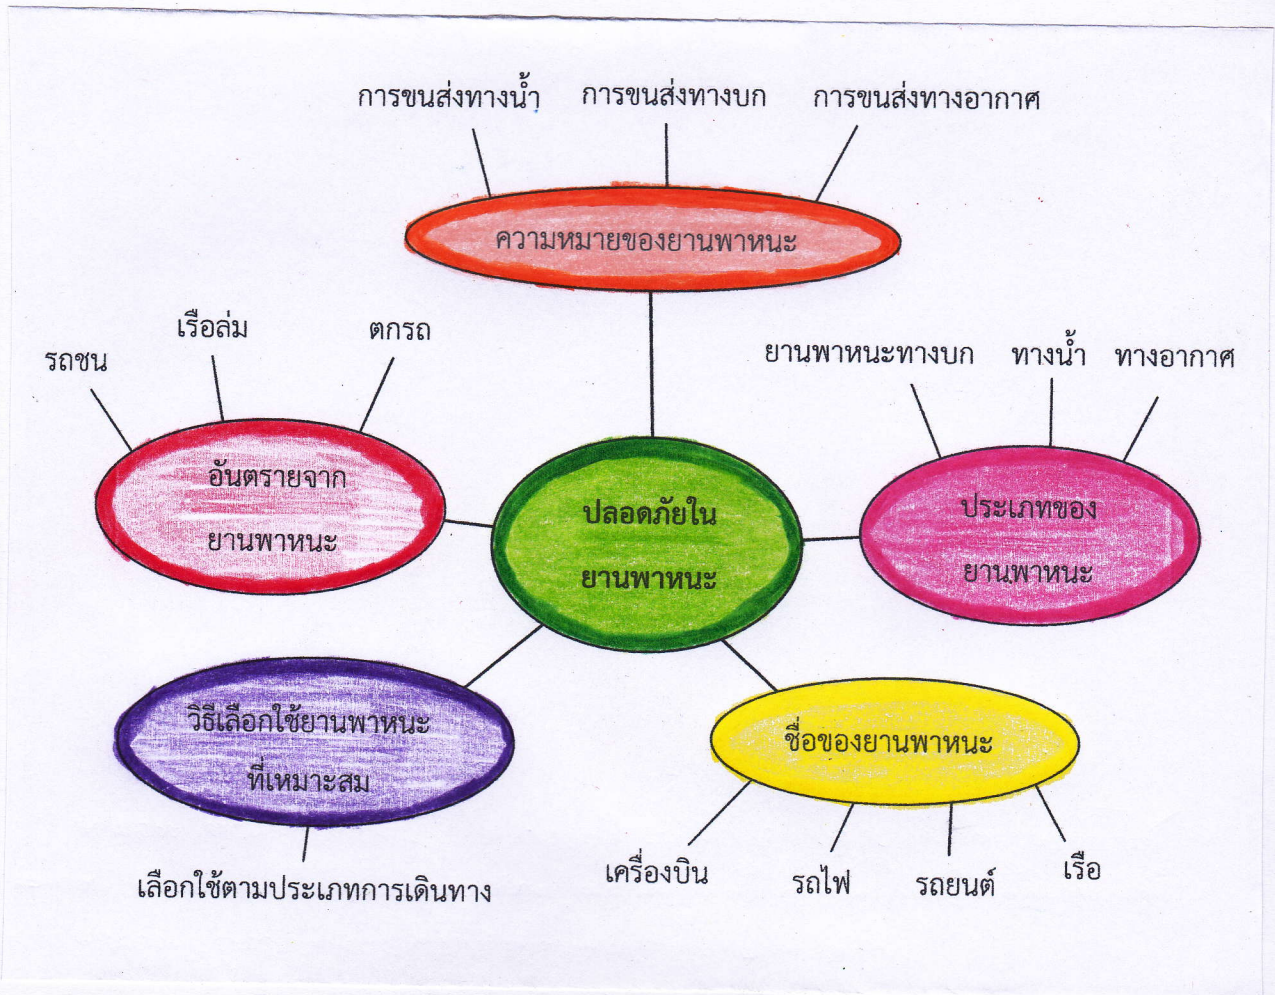 การขนส่งทางน้ำ
การขนส่งทางบก
การขนส่งทางอากาศ
ความหมายของยานพาหนะ
รถชน
เรือล่ม
ตกรถ
อันตรายจาก
ยานพาหนะ
ยานพาหนะทางบก
ทางน้ำ
ทางอากาศ
ประเภทของ
ยานพาหนะ
ปลอดภัยใน
ยานพาหนะ
วิธีเลือกใช้ยานพาหนะ
ที่เหมาะสม
เลือกใช้ตามประเภทการเดินทาง
ชื่อของยานพาหนะ
เครื่องบิน
รถไฟ
รถยนต์
เรือ